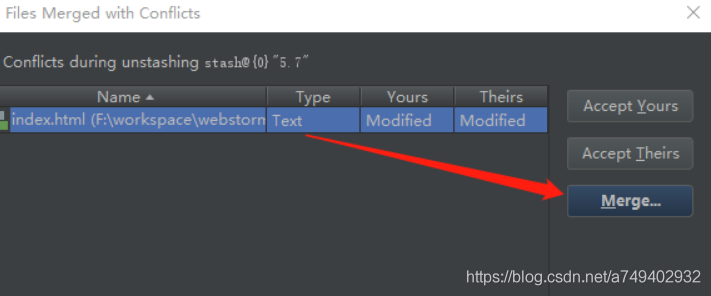 Files Merged with Conflicts
Conflicts during unstashing stash@{0}"5.7"
Name Type Yours Theirs
index.html (F:\workspace\webstorm Text Modified Modified
Accept Yours
Accept Theirs
Merge...
https://blog.csdn.net/a749402932